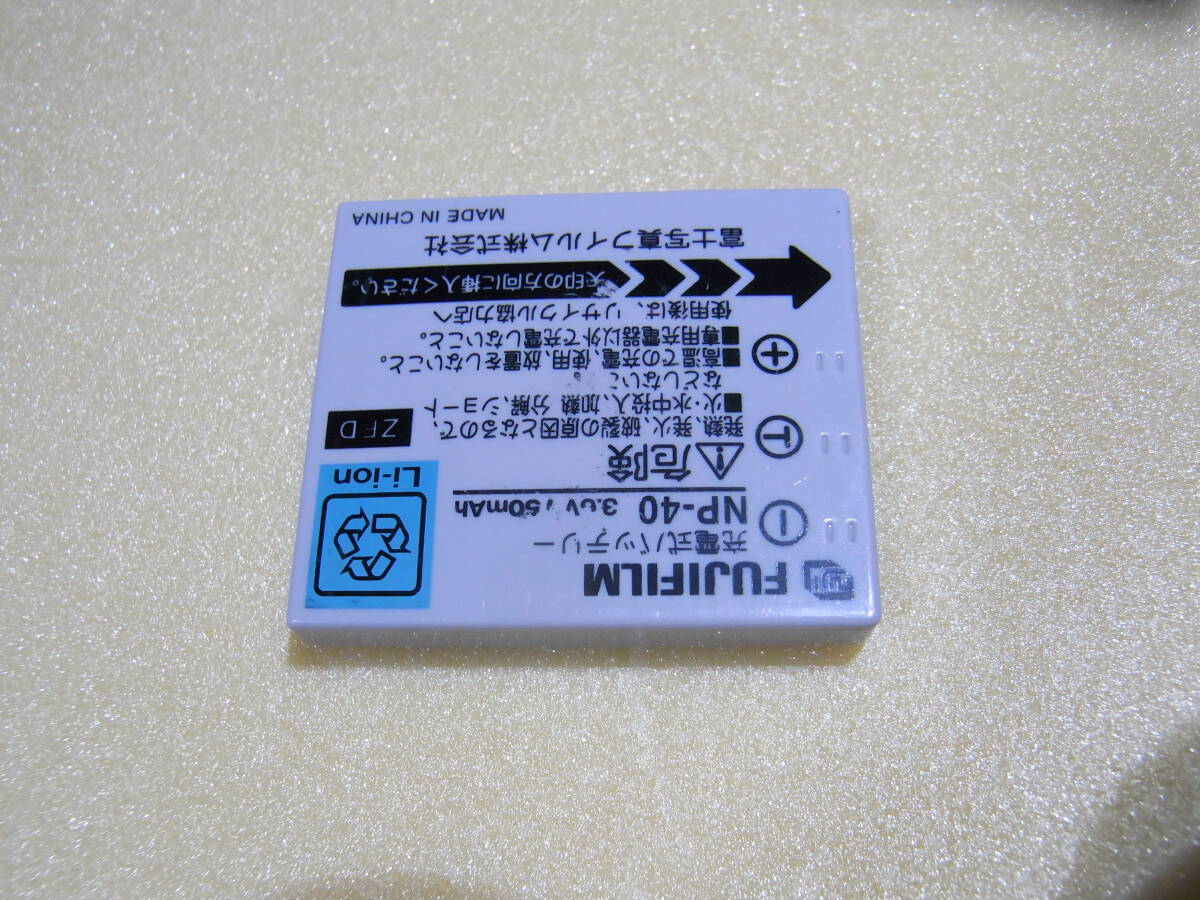 FUJIFILM
充電式バッテリー
NP-40
危険
発熱、発火、破裂の原因となるので、
■火・水中投入、加熱 分解、ショート
などしないこ 。
■高温での充電、使用、放置をしないこと。
■専用充電器以外で充電しないこと。
使用後は、リサイクル協力店へ
矢印の方向に挿入ください。
富士写真フイルム株式会社
MADE IN CHINA
Li-ion
ZFD
－
T
＋